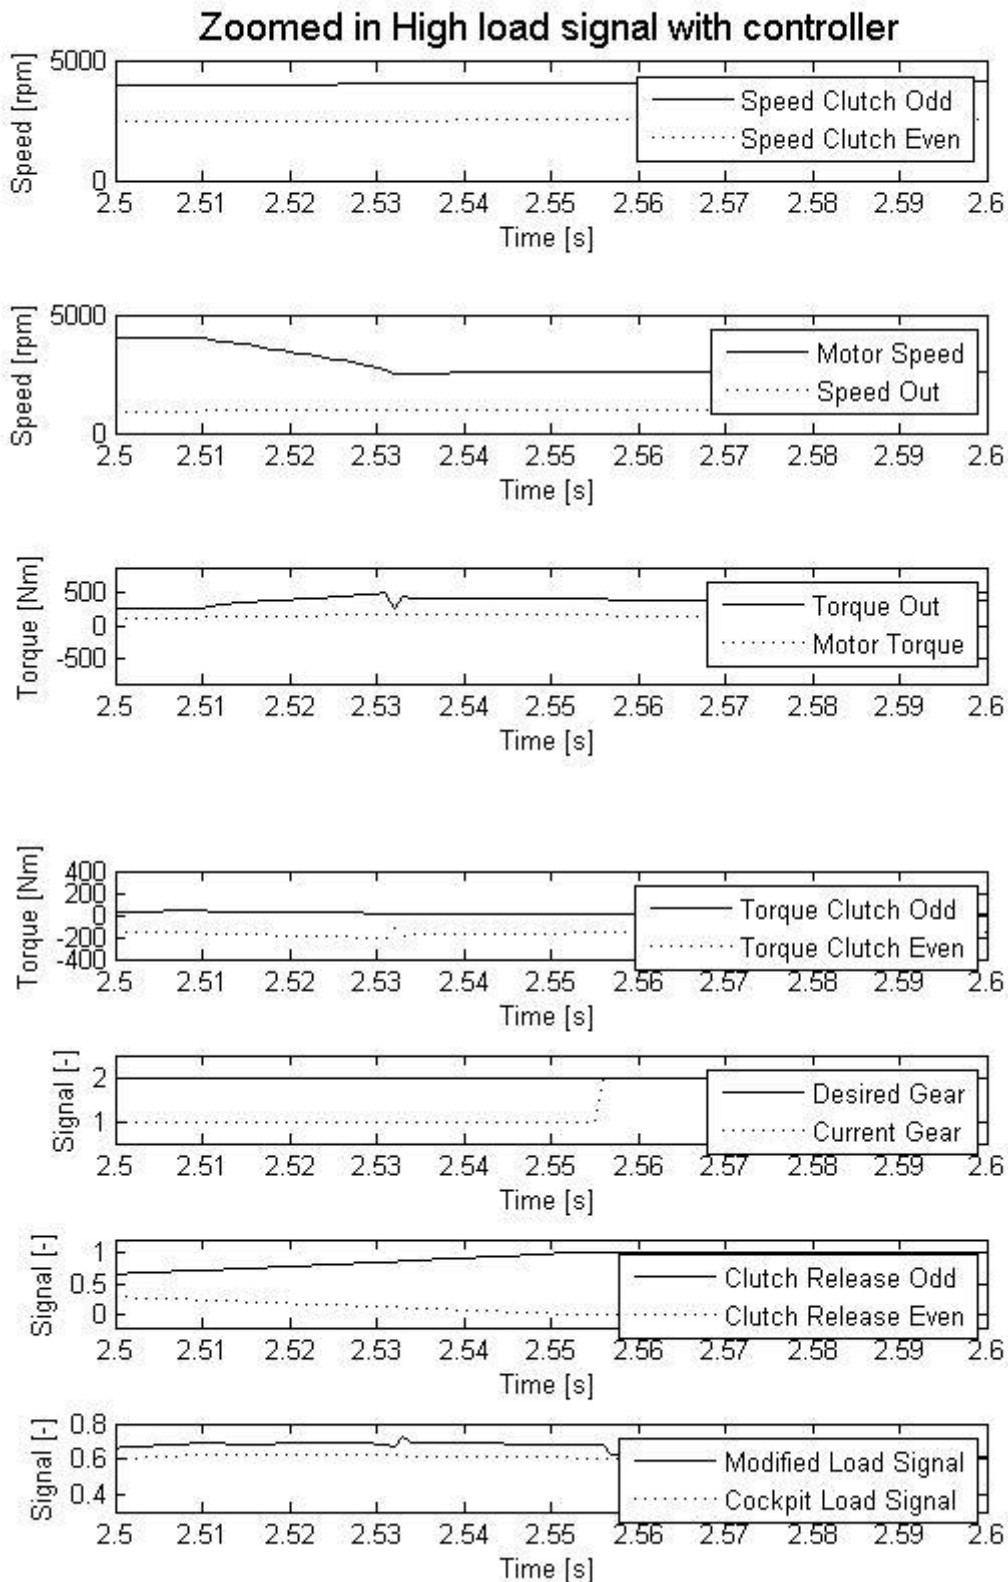 Zoomed in High load signal with controller
Speed [rpm]
5000
0
Speed Clutch Odd
Speed Clutch Even
2.5 2.51 2.52 2.53 2.54 2.55 2.56 2.57 2.58 2.59 2.6
Time [s]
Speed [rpm]
5000
0
Motor Speed
Speed Out
2.5 2.51 2.52 2.53 2.54 2.55 2.56 2.57 2.58 2.59 2.6
Time [s]
Torque [Nm]
500
0
-500
Torque Out
Motor Torque
2.5 2.51 2.52 2.53 2.54 2.55 2.56 2.57 2.58 2.59 2.6
Time [s]
Torque [Nm]
400
200
0
-200
-400
Torque Clutch Odd
Torque Clutch Even
2.5 2.51 2.52 2.53 2.54 2.55 2.56 2.57 2.58 2.59 2.6
Time [s]
Signal [-]
2
1
Desired Gear
Current Gear
2.5 2.51 2.52 2.53 2.54 2.55 2.56 2.57 2.58 2.59 2.6
Time [s]
Signal [-]
1
0.5
0
Clutch Release Odd
Clutch Release Even
2.5 2.51 2.52 2.53 2.54 2.55 2.56 2.57 2.58 2.59 2.6
Time [s]
Signal [-]
0.8
0.6
0.4
Modified Load Signal
Cockpit Load Signal
2.5 2.51 2.52 2.53 2.54 2.55 2.56 2.57 2.58 2.59 2.6
Time [s]